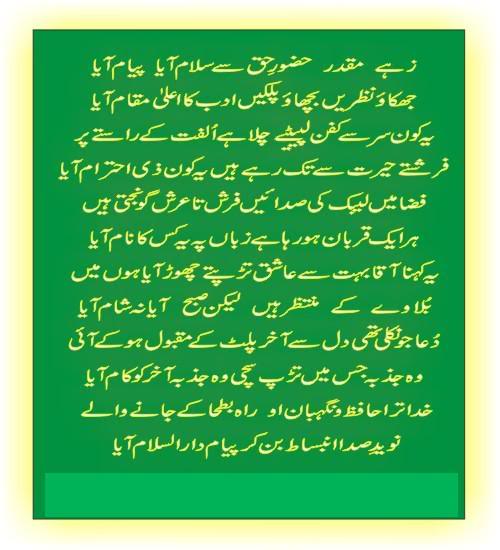 زہے مقدر حضورِ حق سے سلام آیا پیام آیا
جھکاؤ نظریں بچھاؤ پلکیں ادب کا اعلیٰ مقام آیا
یہ کون سر سے کفن لپیٹے چلا ہے اُلفت کے راستے پر
فرشتے حیرت سے تک رہے ہیں یہ کون ذی احترام آیا
فضا میں لبیک کی صدائیں فرش تا عرش گونجتی ہیں
ہر ایک قربان ہو رہا ہے زباں پہ یہ کس کا نام آیا
یہ کہنا آقا بہت سے عاشق تڑپتے چھوڑ آیا ہوں میں
بُلاوے کے منتظر ہیں لیکن صبح آیا نہ شام آیا
دُعا جو نکلی تھی دل سے آخر پلٹ کے مقبول ہو کے آئی
وہ جذبہ جس میں تڑپ سچی وہ جذبہ آخر کو کام آیا
خدا ترا حافظ و نگہبان او راہ بطحا کے جانے والے
نویدِ صدا انبساط بن کر پیام دارالسلام آیا